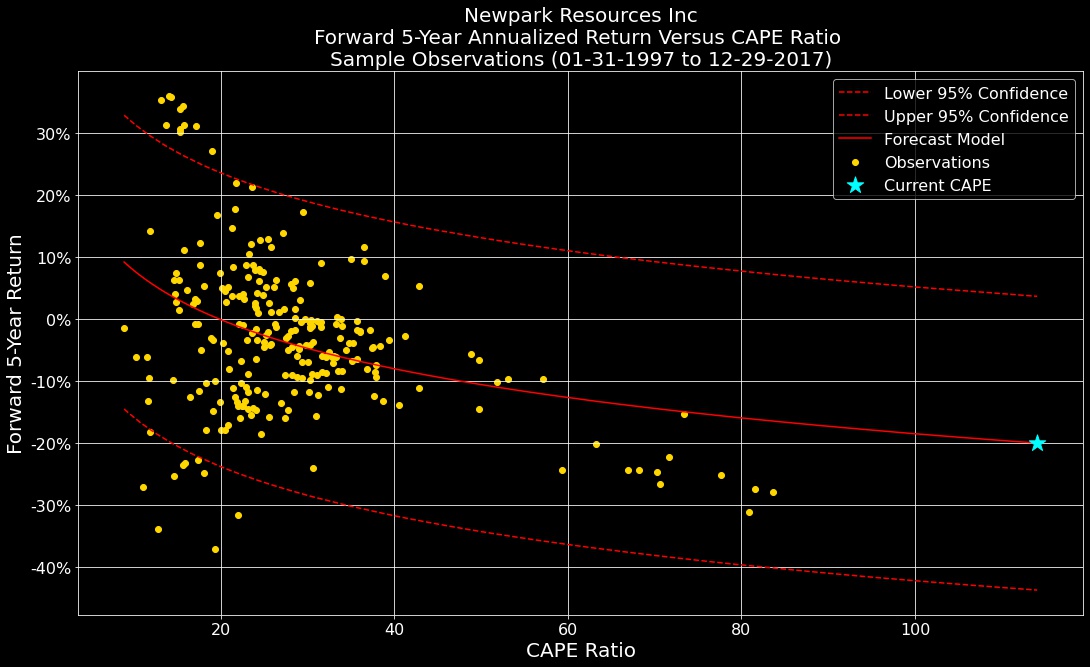 Newpark Resources Inc
Forward 5-Year Annualized Return Versus CAPE Ratio
Sample Observations (01-31-1997 to 12-29-2017)
Lower 95% Confidence
Upper 95% Confidence
Forecast Model
Observations
Current CAPE
Forward 5-Year Return
30%
20%
10%
0%
-10%
-20%
-30%
-40%
20 40 60 80 100
CAPE Ratio